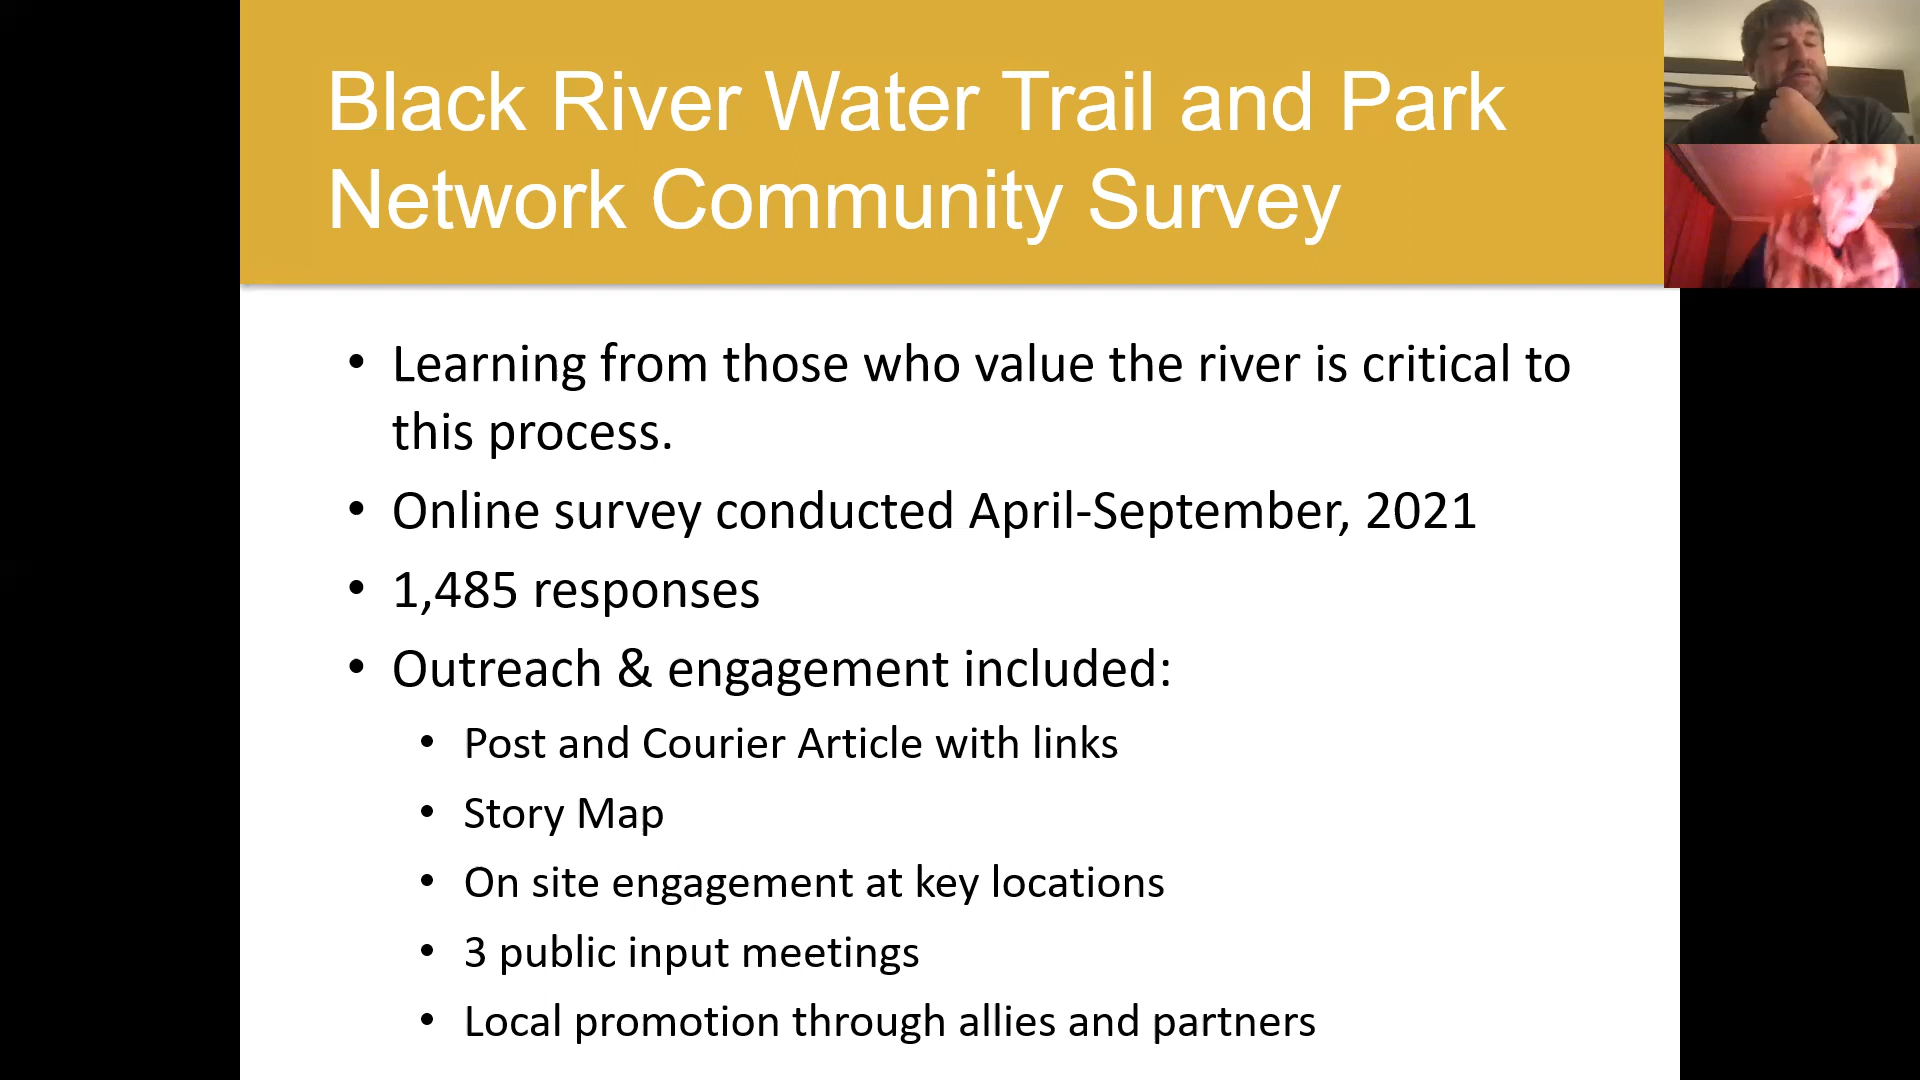 Black River Water Trail and Park
Network Community Survey
• Learning from those who value the river is critical to
this process.
• Online survey conducted April-September, 2021
• 1,485 responses
• Outreach & engagement included:
• Post and Courier Article with links
• Story Map
• On site engagement at key locations
• 3 public input meetings
• Local promotion through allies and partners